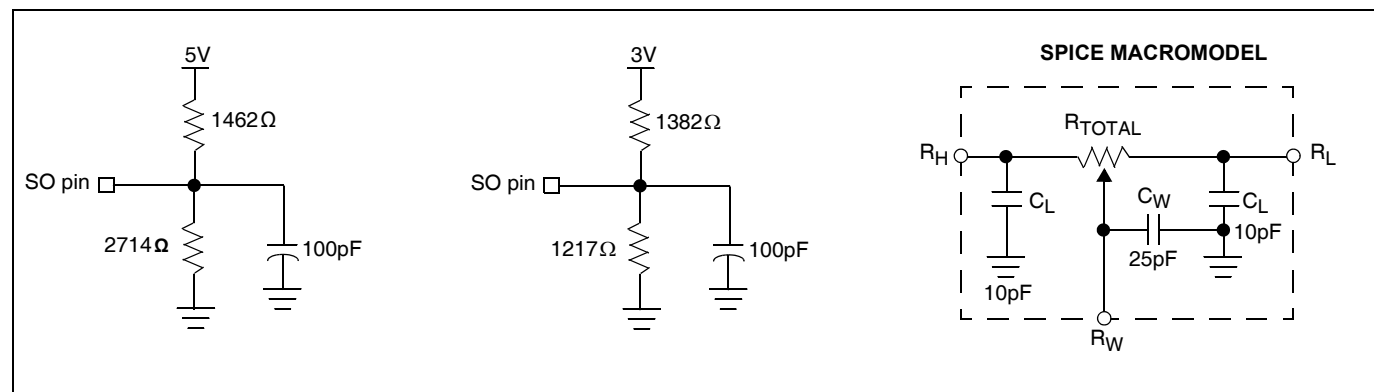 5V
1462Ω
SO pin
2714Ω
100pF
3V
1382Ω
SO pin
1217Ω
100pF
SPICE MACROMODEL
RTOTAL
RH
RL
CL
CW
CL
10pF
25pF
10pF
RW